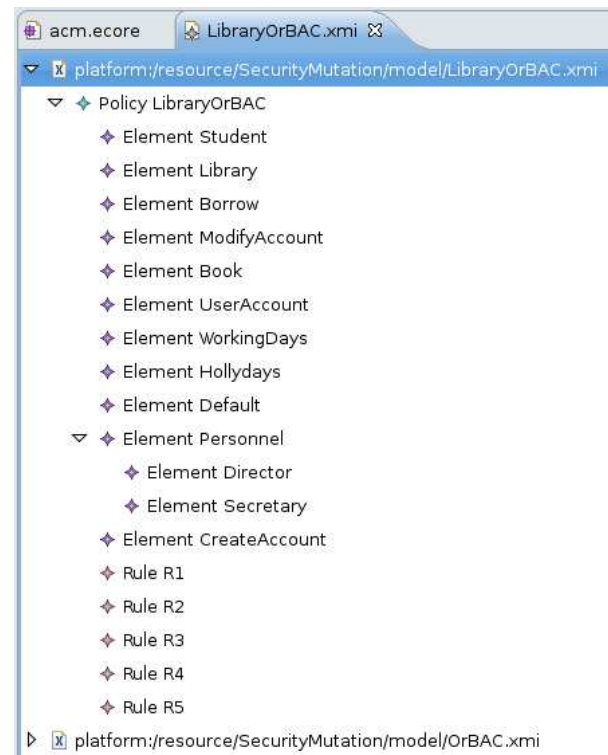 acm.ecore LibraryOrBAC.xmi
platform:/resource/SecurityMutation/model/LibraryOrBAC.xmi
Policy LibraryOrBAC
Element Student
Element Library
Element Borrow
Element ModifyAccount
Element Book
Element UserAccount
Element WorkingDays
Element Hollydays
Element Default
Element Personnel
Element Director
Element Secretary
Element CreateAccount
Rule R1
Rule R2
Rule R3
Rule R4
Rule R5
platform:/resource/SecurityMutation/model/OrBAC.xmi